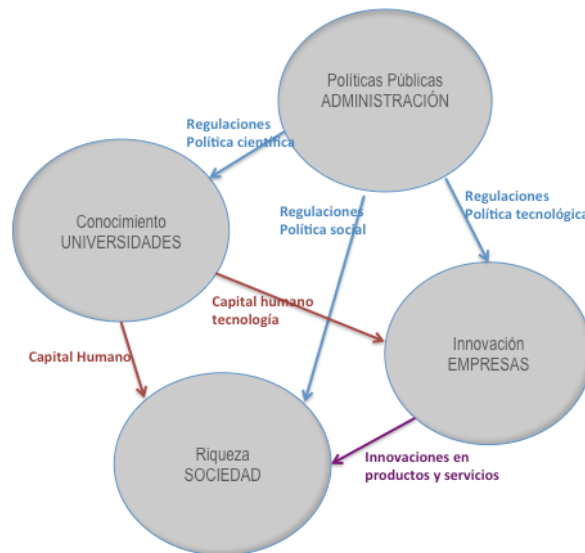 Políticas Públicas
ADMINISTRACIÓN
Regulaciones
Política científica
Regulaciones
Política tecnológica
Regulaciones
Política social
Conocimiento
UNIVERSIDADES
Capital humano
tecnología
Innovación
EMPRESAS
Capital Humano
Riqueza
SOCIEDAD
Innovaciones en
productos y servicios